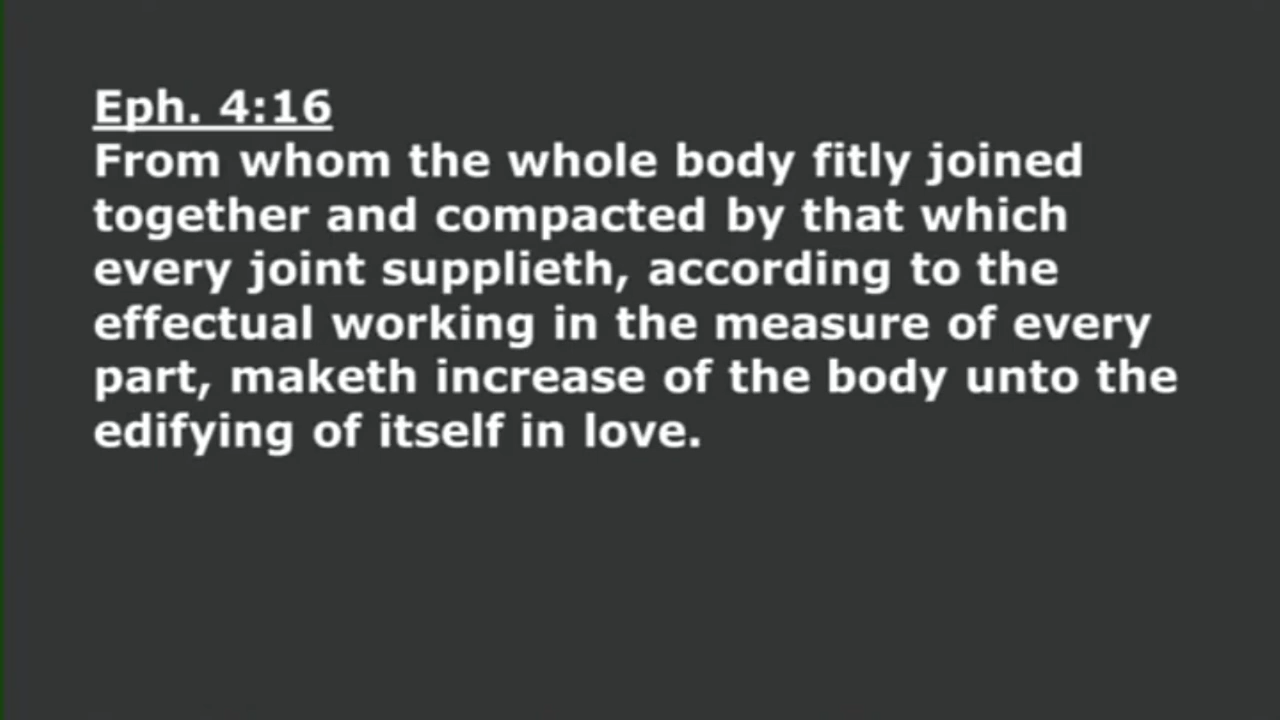 Eph. 4:16
From whom the whole body fitly joined
together and compacted by that which
every joint supplieth, according to the
effectual working in the measure of every
part, maketh increase of the body unto the
edifying of itself in love.